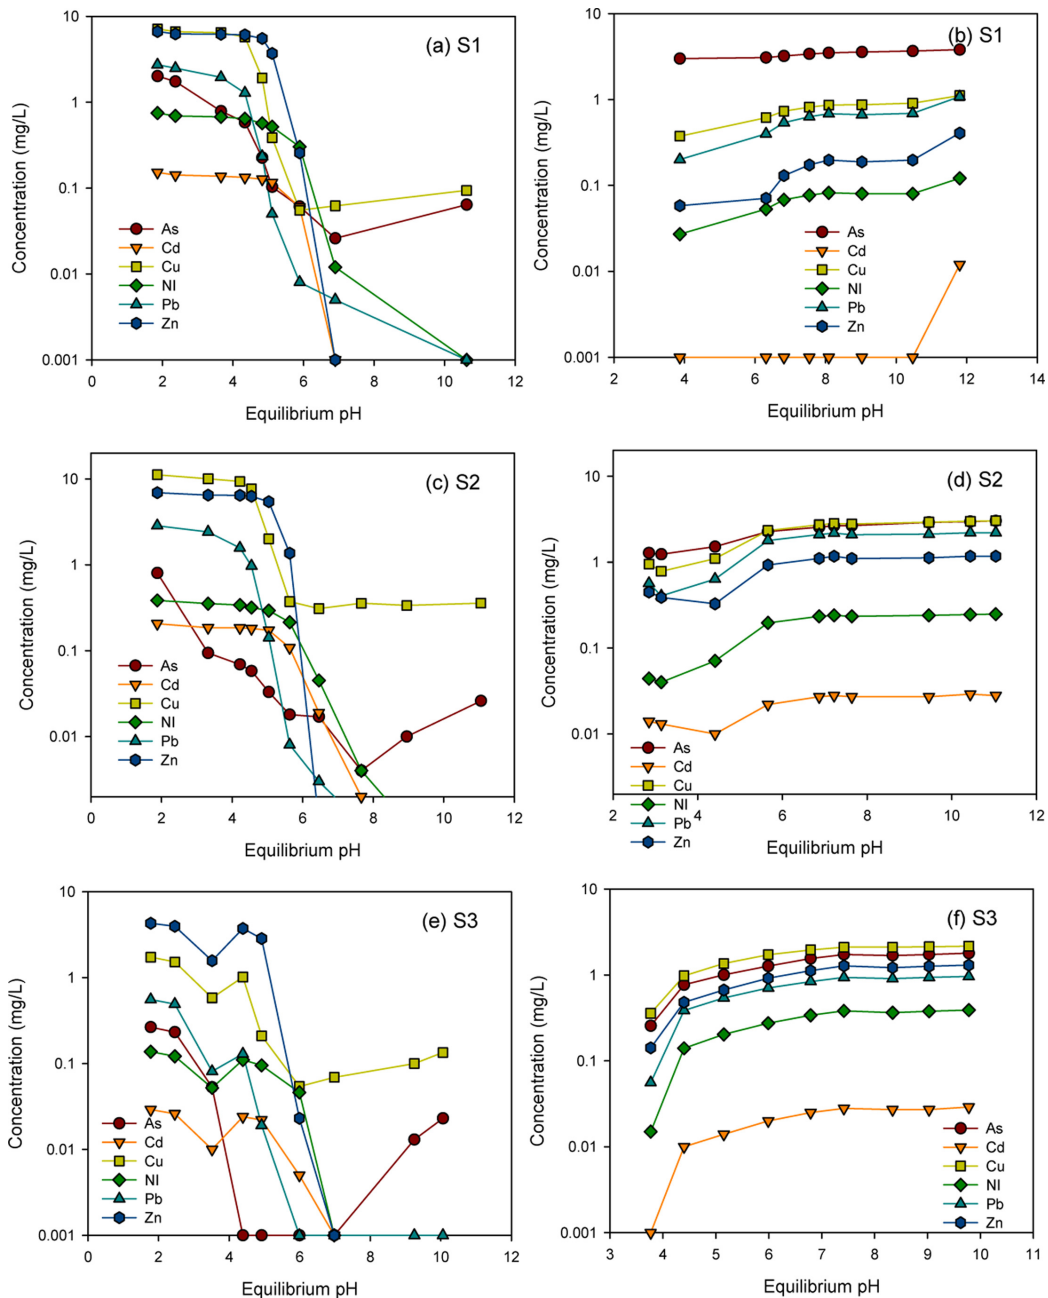 (a) S1
Concentration (mg/L)
10
1
0.1
0.01
0.001
As
Cd
Cu
NI
Pb
Zn
0 2 4 6 8 10 12
Equilibrium pH
(b) S1
Concentration (mg/L)
10
1
0.1
0.01
0.001
As
Cd
Cu
NI
Pb
Zn
2 4 6 8 10 12 14
Equilibrium pH
(c) S2
Concentration (mg/L)
10
1
0.1
0.01
As
Cd
Cu
NI
Pb
Zn
0 2 4 6 8 10 12
Equilibrium pH
(d) S2
Concentration (mg/L)
10
1
0.1
0.01
As
Cd
Cu
NI
Pb
Zn
2 4 6 8 10 12
Equilibrium pH
(e) S3
Concentration (mg/L)
10
1
0.1
0.01
0.001
As
Cd
Cu
NI
Pb
Zn
0 2 4 6 8 10 12
Equilibrium pH
(f) S3
Concentration (mg/L)
10
1
0.1
0.01
0.001
As
Cd
Cu
NI
Pb
Zn
3 4 5 6 7 8 9 10 11
Equilibrium pH